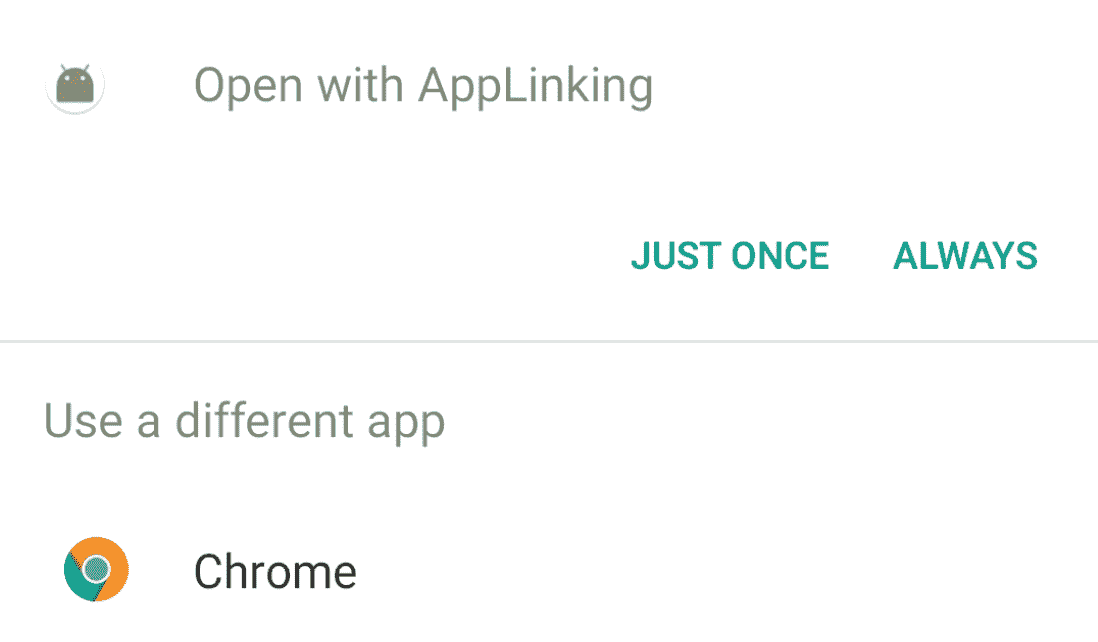 Open with AppLinking
JUST ONCE ALWAYS
Use a different app
Chrome